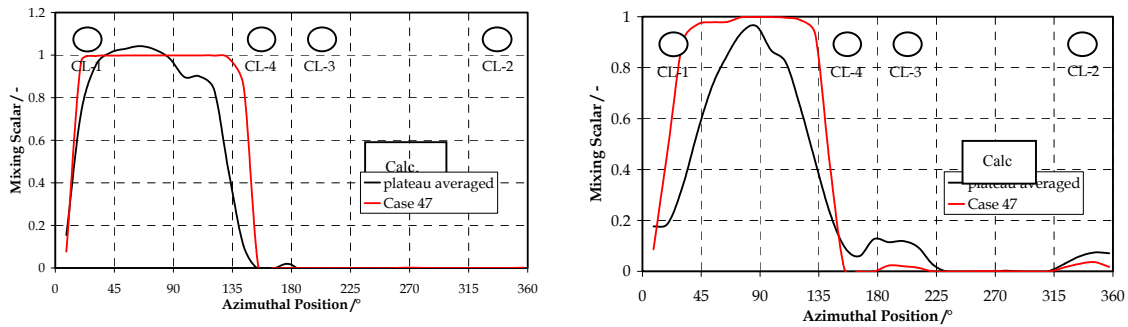 1.2
1
0.8
0.6
0.4
0.2
0
Mixing Scalar / -
CL-1
CL-4
CL-3
CL-2
Calc.
plateau averaged
Case 47
0 45 90 135 180 225 270 315 360
Azimuthal Position /°
1
0.8
0.6
0.4
0.2
0
Mixing Scalar / -
CL-1
CL-4
CL-3
CL-2
Calc
plateau averaged
Case 47
0 45 90 135 180 225 270 315 360
Azimuthal Position /°